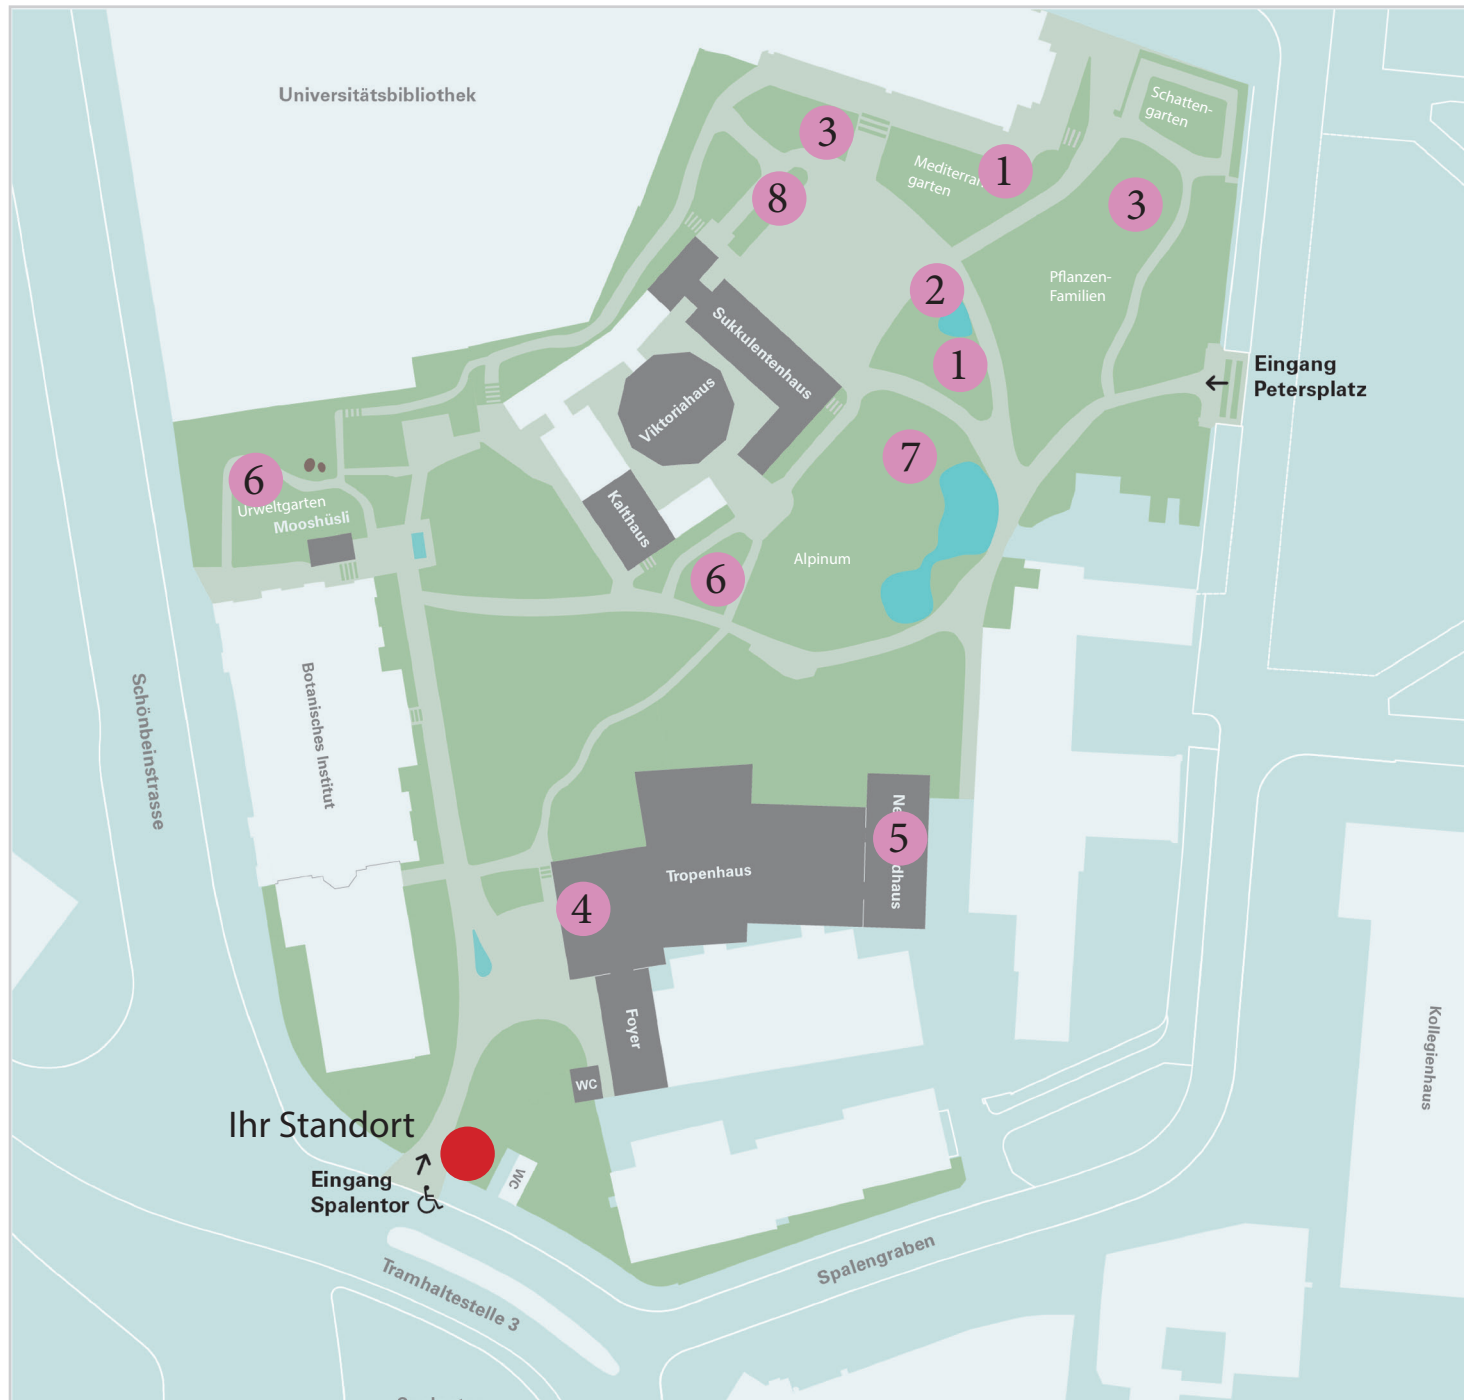 Universitätsbibliothek
Schatten-
garten
3
Mediterran
garten
1
8
3
2
Pflanzen-
Familien
1
Sukkulentenhaus
Viktoriahaus
Eingang
Petersplatz
7
6
Urweltgarten
Mooshüsli
Kalthaus
Alpinum
6
Schönbeinstrasse
Botanisches Institut
5
Tropenhaus
4
Foyer
Kollegienhaus
WC
Ihr Standort
Eingang
Spalentor
WC
Spalengraben
Tramhaltestelle 3